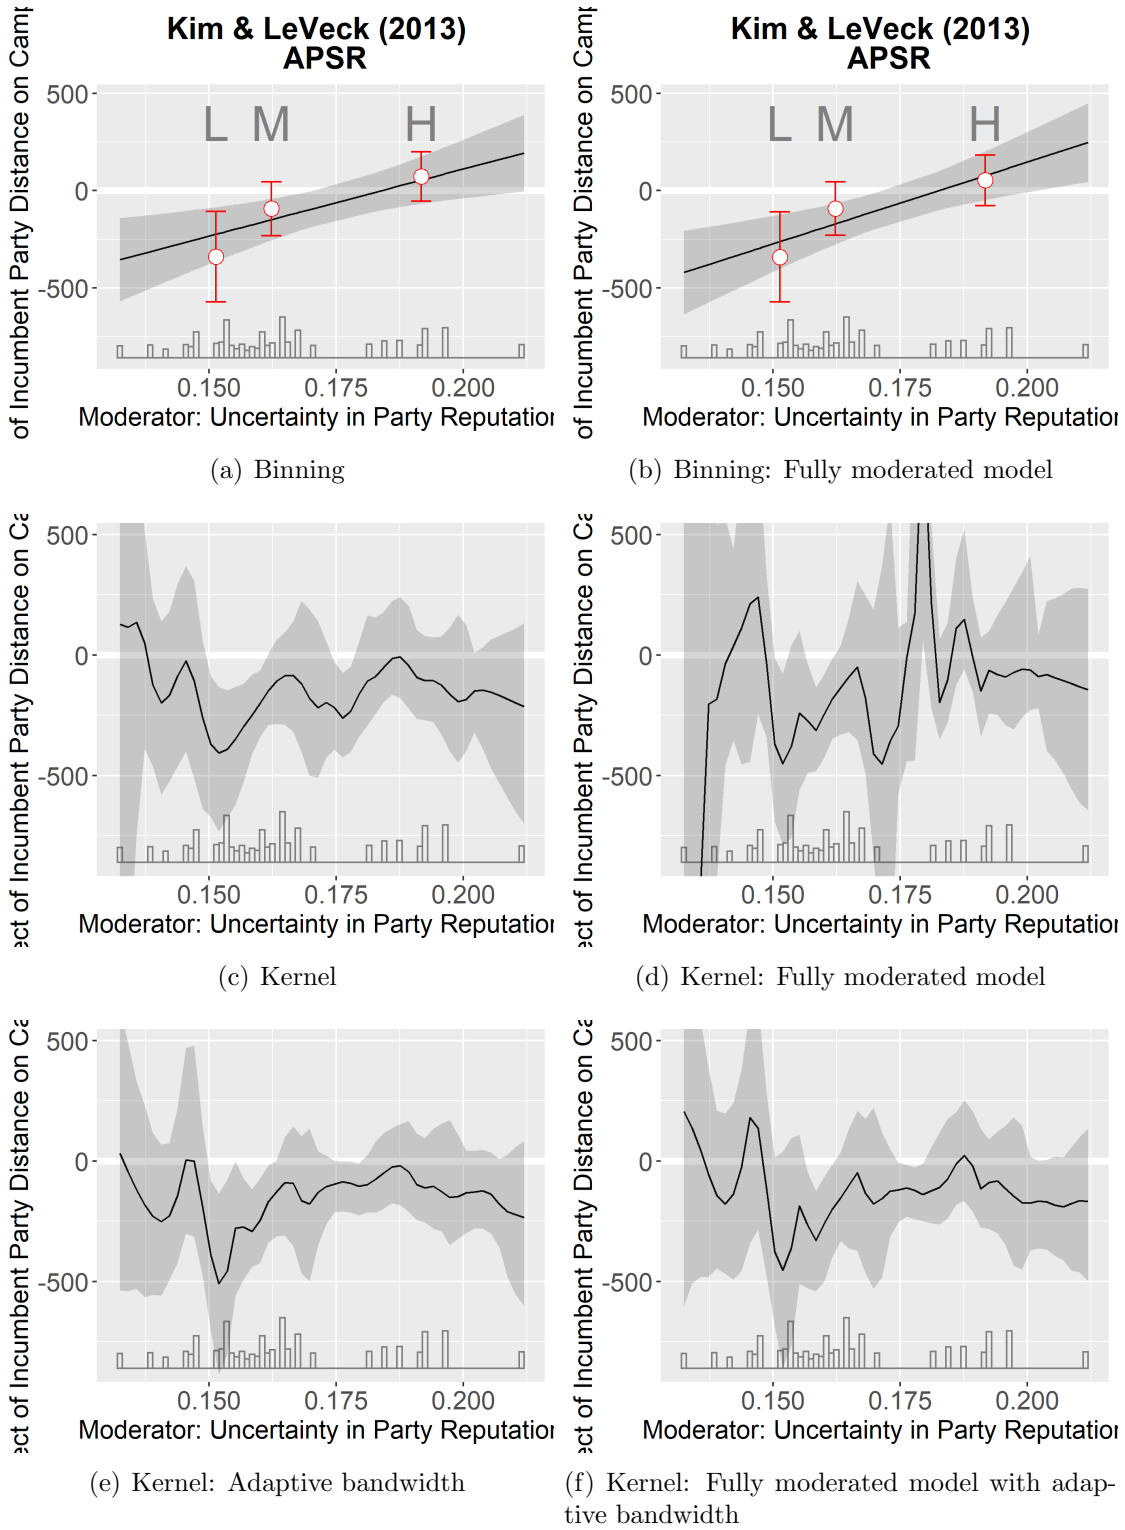 Kim & LeVeck (2013)
APSR
of Incumbent Party Distance on Camp
500
0
-500
L M H
0.150 0.175 0.200
Moderator: Uncertainty in Party Reputation
(a) Binning
Kim & LeVeck (2013)
APSR
of Incumbent Party Distance on Camp
500
0
-500
L M H
0.150 0.175 0.200
Moderator: Uncertainty in Party Reputation
(b) Binning: Fully moderated model
ect of Incumbent Party Distance on Ca
500
0
-500
0.150 0.175 0.200
Moderator: Uncertainty in Party Reputation
(c) Kernel
ect of Incumbent Party Distance on Ca
500
0
-500
0.150 0.175 0.200
Moderator: Uncertainty in Party Reputation
(d) Kernel: Fully moderated model
ect of Incumbent Party Distance on Ca
500
0
-500
0.150 0.175 0.200
Moderator: Uncertainty in Party Reputation
(e) Kernel: Adaptive bandwidth
ect of Incumbent Party Distance on Ca
500
0
-500
0.150 0.175 0.200
Moderator: Uncertainty in Party Reputation
(f) Kernel: Fully moderated model with adap-
tive bandwidth